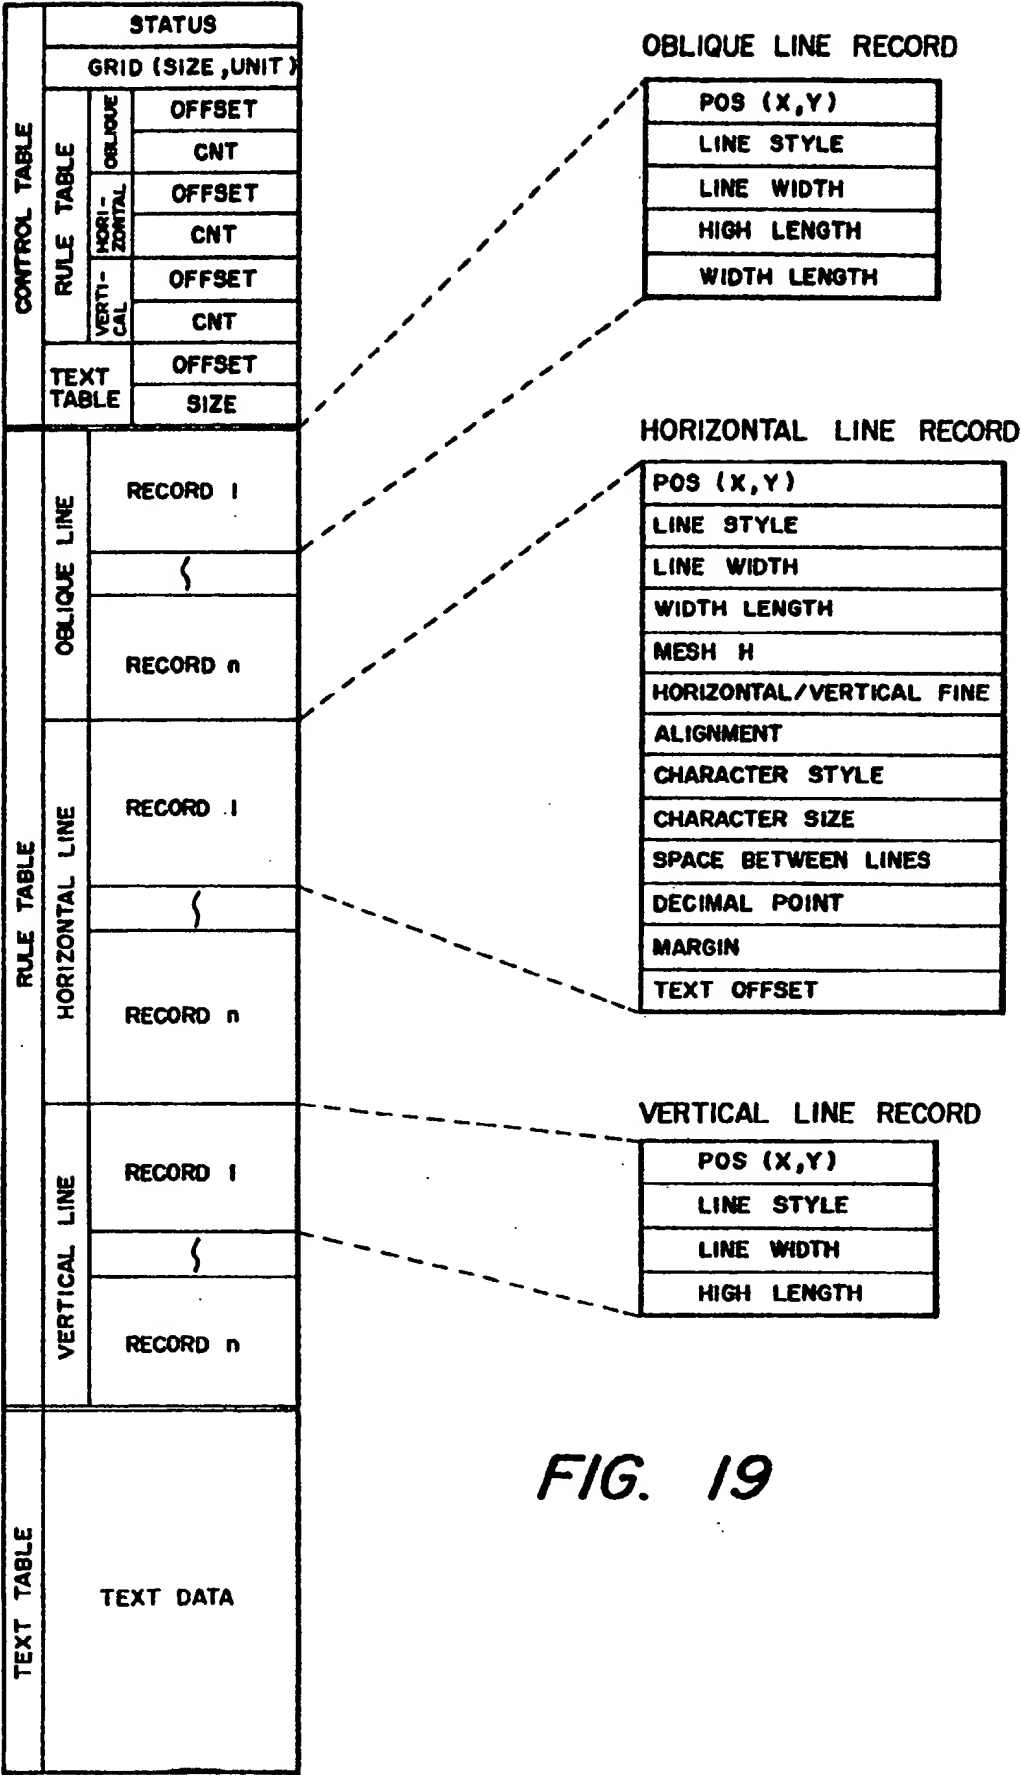 CONTROL TABLE
STATUS
GRID (SIZE, UNIT)
RULE TABLE
OBLIQUE
OFFSET
CNT
HORI-
ZONTAL
OFFSET
CNT
VERTI-
CAL
OFFSET
CNT
TEXT
TABLE
OFFSET
SIZE
RULE TABLE
OBLIQUE LINE
RECORD 1
RECORD n
HORIZONTAL LINE
RECORD 1
RECORD n
VERTICAL LINE
RECORD 1
RECORD n
TEXT TABLE
TEXT DATA
OBLIQUE LINE RECORD
POS (X,Y)
LINE STYLE
LINE WIDTH
HIGH LENGTH
WIDTH LENGTH
HORIZONTAL LINE RECORD
POS (X,Y)
LINE STYLE
LINE WIDTH
WIDTH LENGTH
MESH H
HORIZONTAL/VERTICAL FINE
ALIGNMENT
CHARACTER STYLE
CHARACTER SIZE
SPACE BETWEEN LINES
DECIMAL POINT
MARGIN
TEXT OFFSET
VERTICAL LINE RECORD
POS (X,Y)
LINE STYLE
LINE WIDTH
HIGH LENGTH
FIG. 19